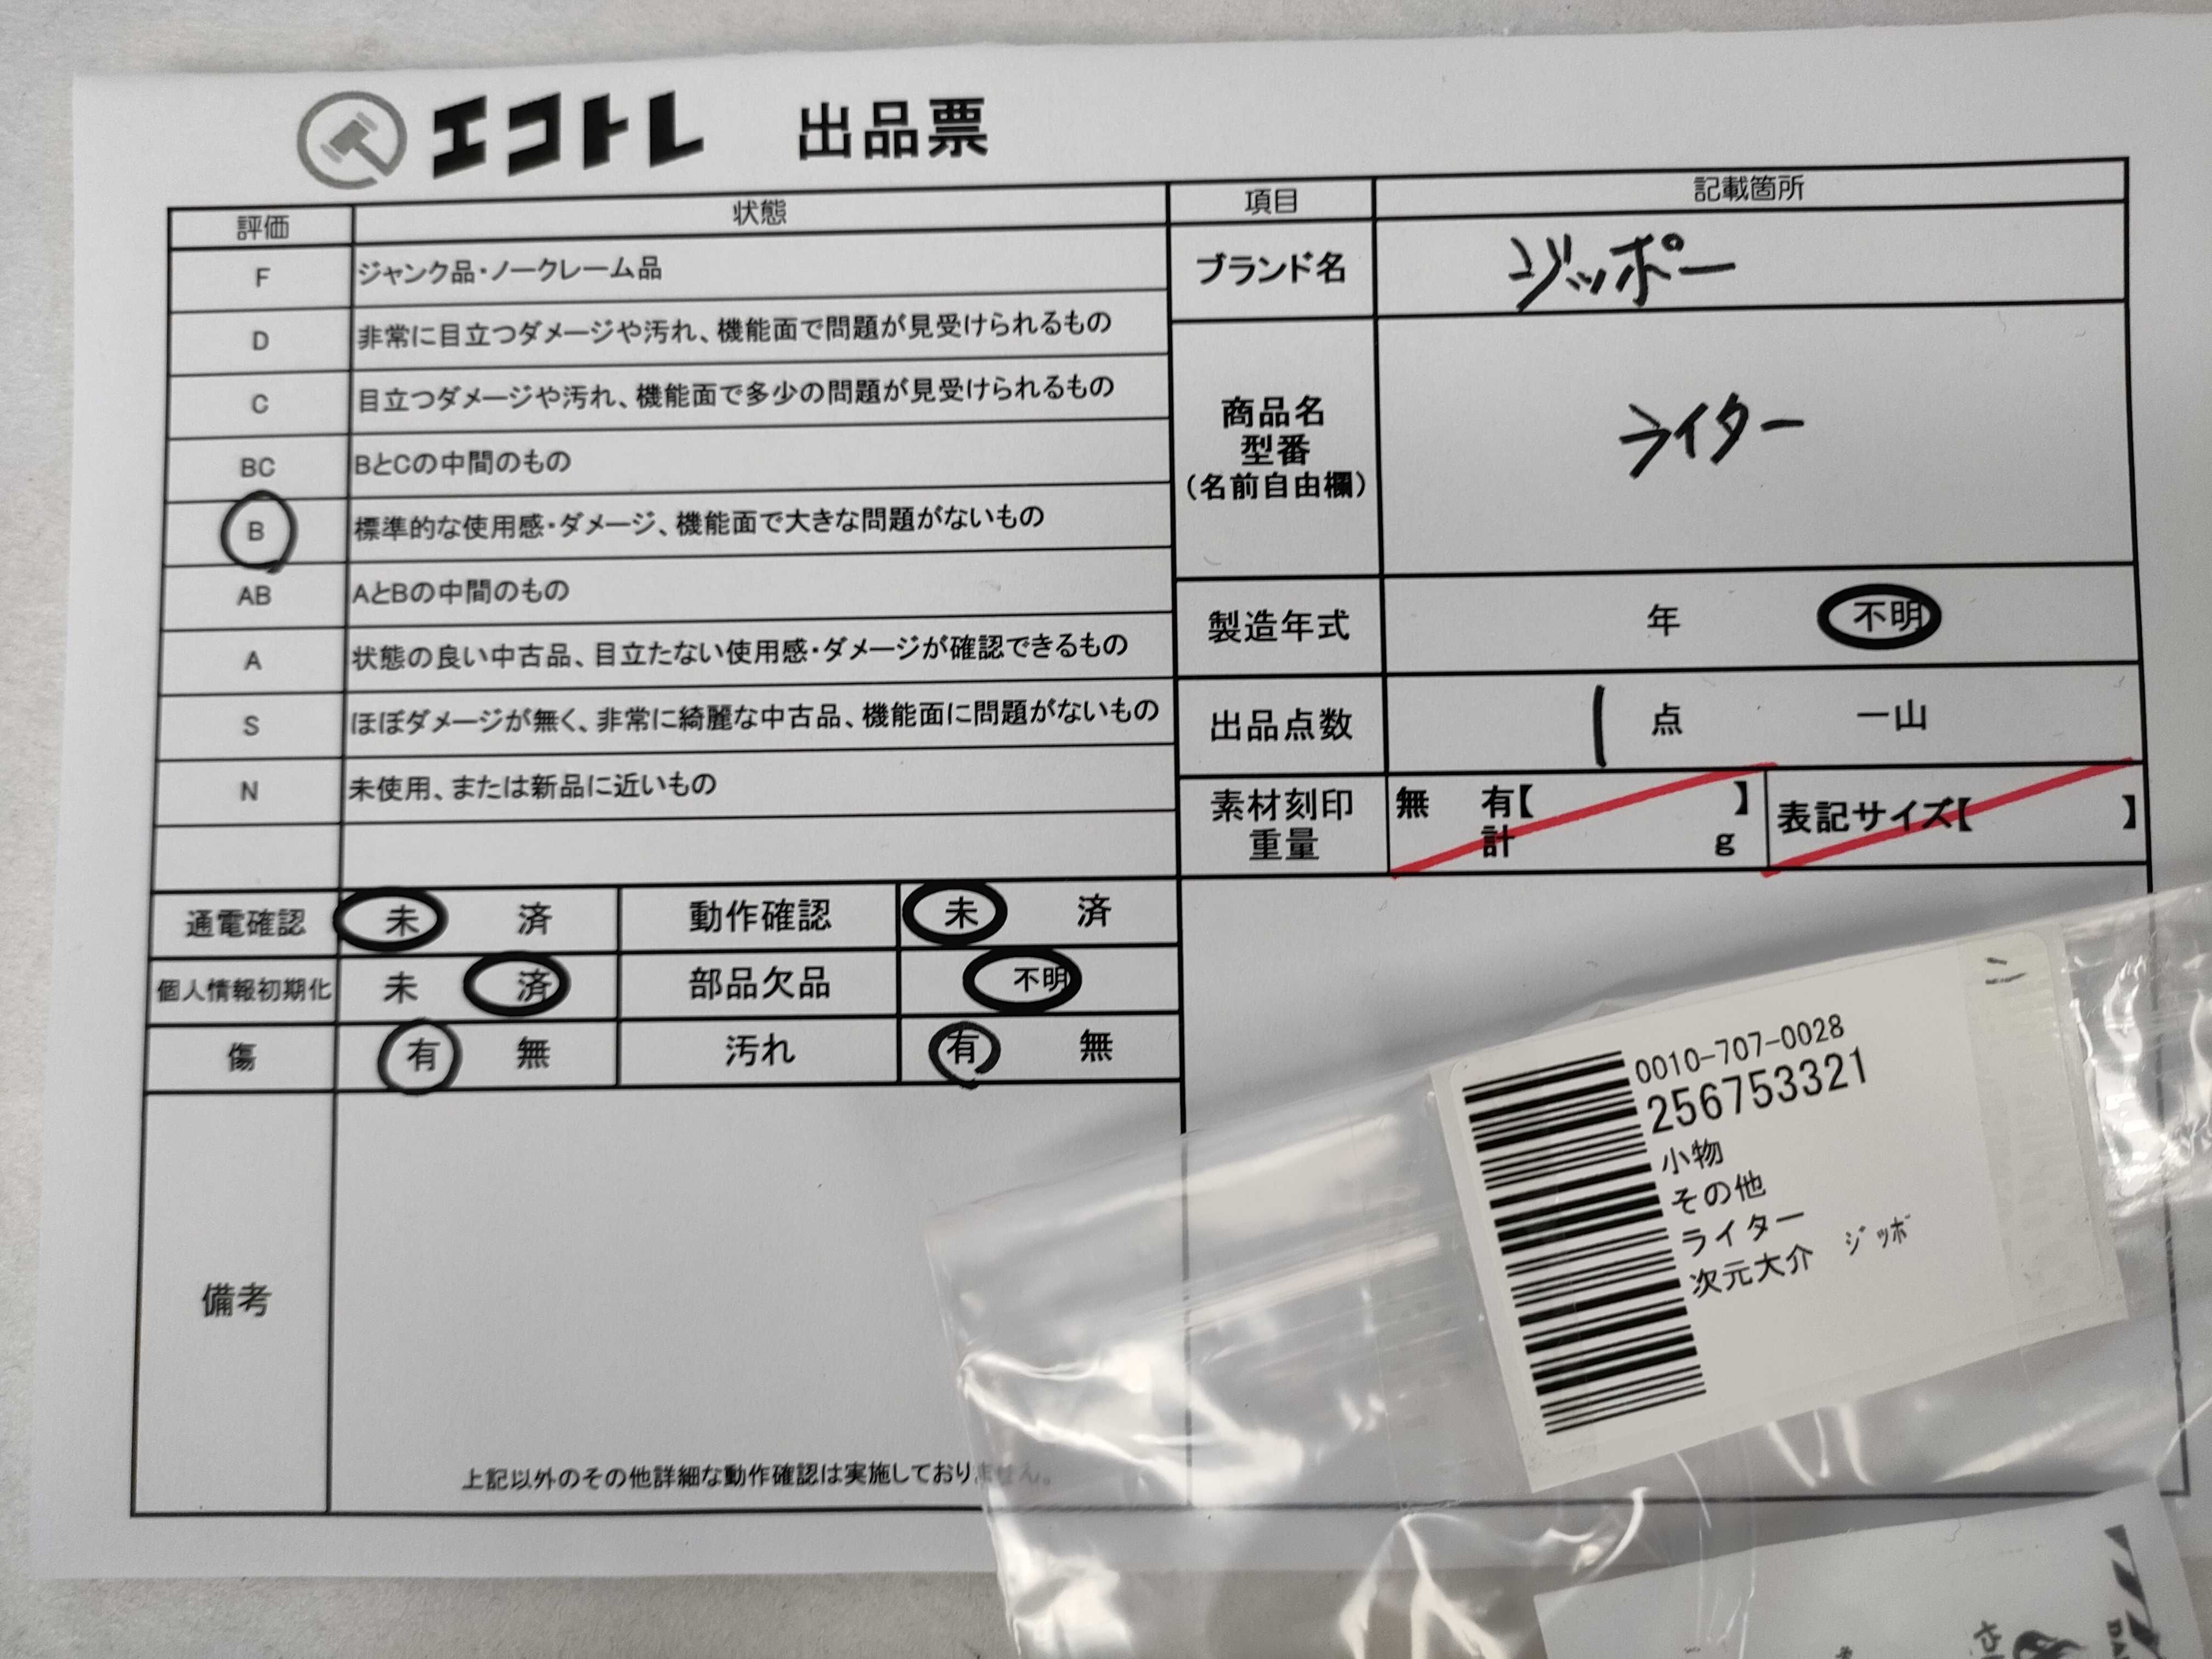 エコトレ 出品票
評価 状態 項目 記載箇所
F ジャンク品・ノークレーム品
D 非常に目立つダメージや汚れ、機能面で問題が見受けられるもの
C 目立つダメージや汚れ、機能面で多少の問題が見受けられるもの
BC BとCの中間のもの
B 標準的な使用感・ダメージ、機能面で大きな問題がないもの
AB AとBの中間のもの
A 状態の良い中古品、目立たない使用感・ダメージが確認できるもの
S ほぼダメージが無く、非常に綺麗な中古品、機能面に問題がないもの
N 未使用、または新品に近いもの
ブランド名 ジッポー
商品名
型番
(名前自由欄)
ライター
製造年式 年 不明
出品点数 1 点 一山
素材刻印
重量
無 有【 】
計 g
表記サイズ【 】
通電確認 未 済 動作確認 未 済
個人情報初期化 未 済 部品欠品 不明
傷 有 無 汚れ 有 無
備考
上記以外のその他詳細な動作確認は実施しておりません。
0010-707-0028
256753321
小物
その他
ライター
次元大介 ｼﾞｯﾎﾟ